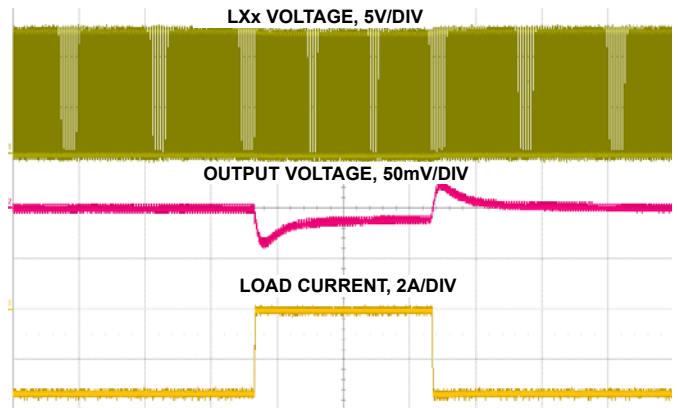 LXx VOLTAGE, 5V/DIV
OUTPUT VOLTAGE, 50mV/DIV
LOAD CURRENT, 2A/DIV